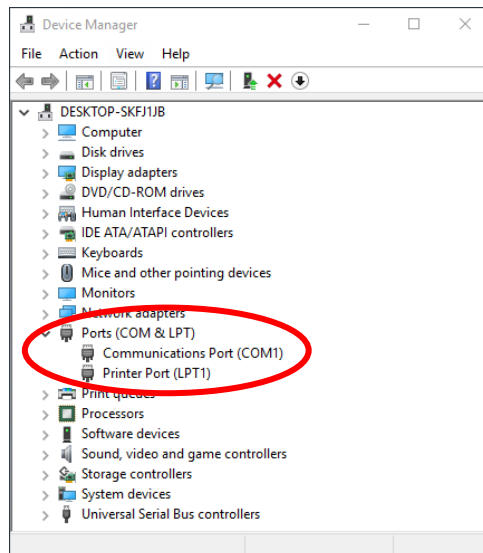 Device Manager
File Action View Help
DESKTOP-SKFJ1JB
Computer
Disk drives
Display adapters
DVD/CD-ROM drives
Human Interface Devices
IDE ATA/ATAPI controllers
Keyboards
Mice and other pointing devices
Monitors
Network adapters
Ports (COM & LPT)
Communications Port (COM1)
Printer Port (LPT1)
Print queues
Processors
Software devices
Sound, video and game controllers
Storage controllers
System devices
Universal Serial Bus controllers